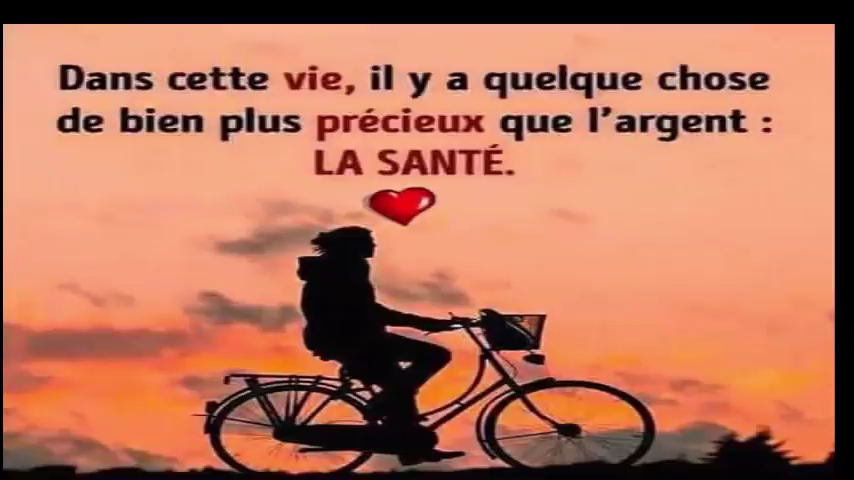 Dans cette vie, il y a quelque chose
de bien plus précieux que l'argent :
LA SANTÉ.